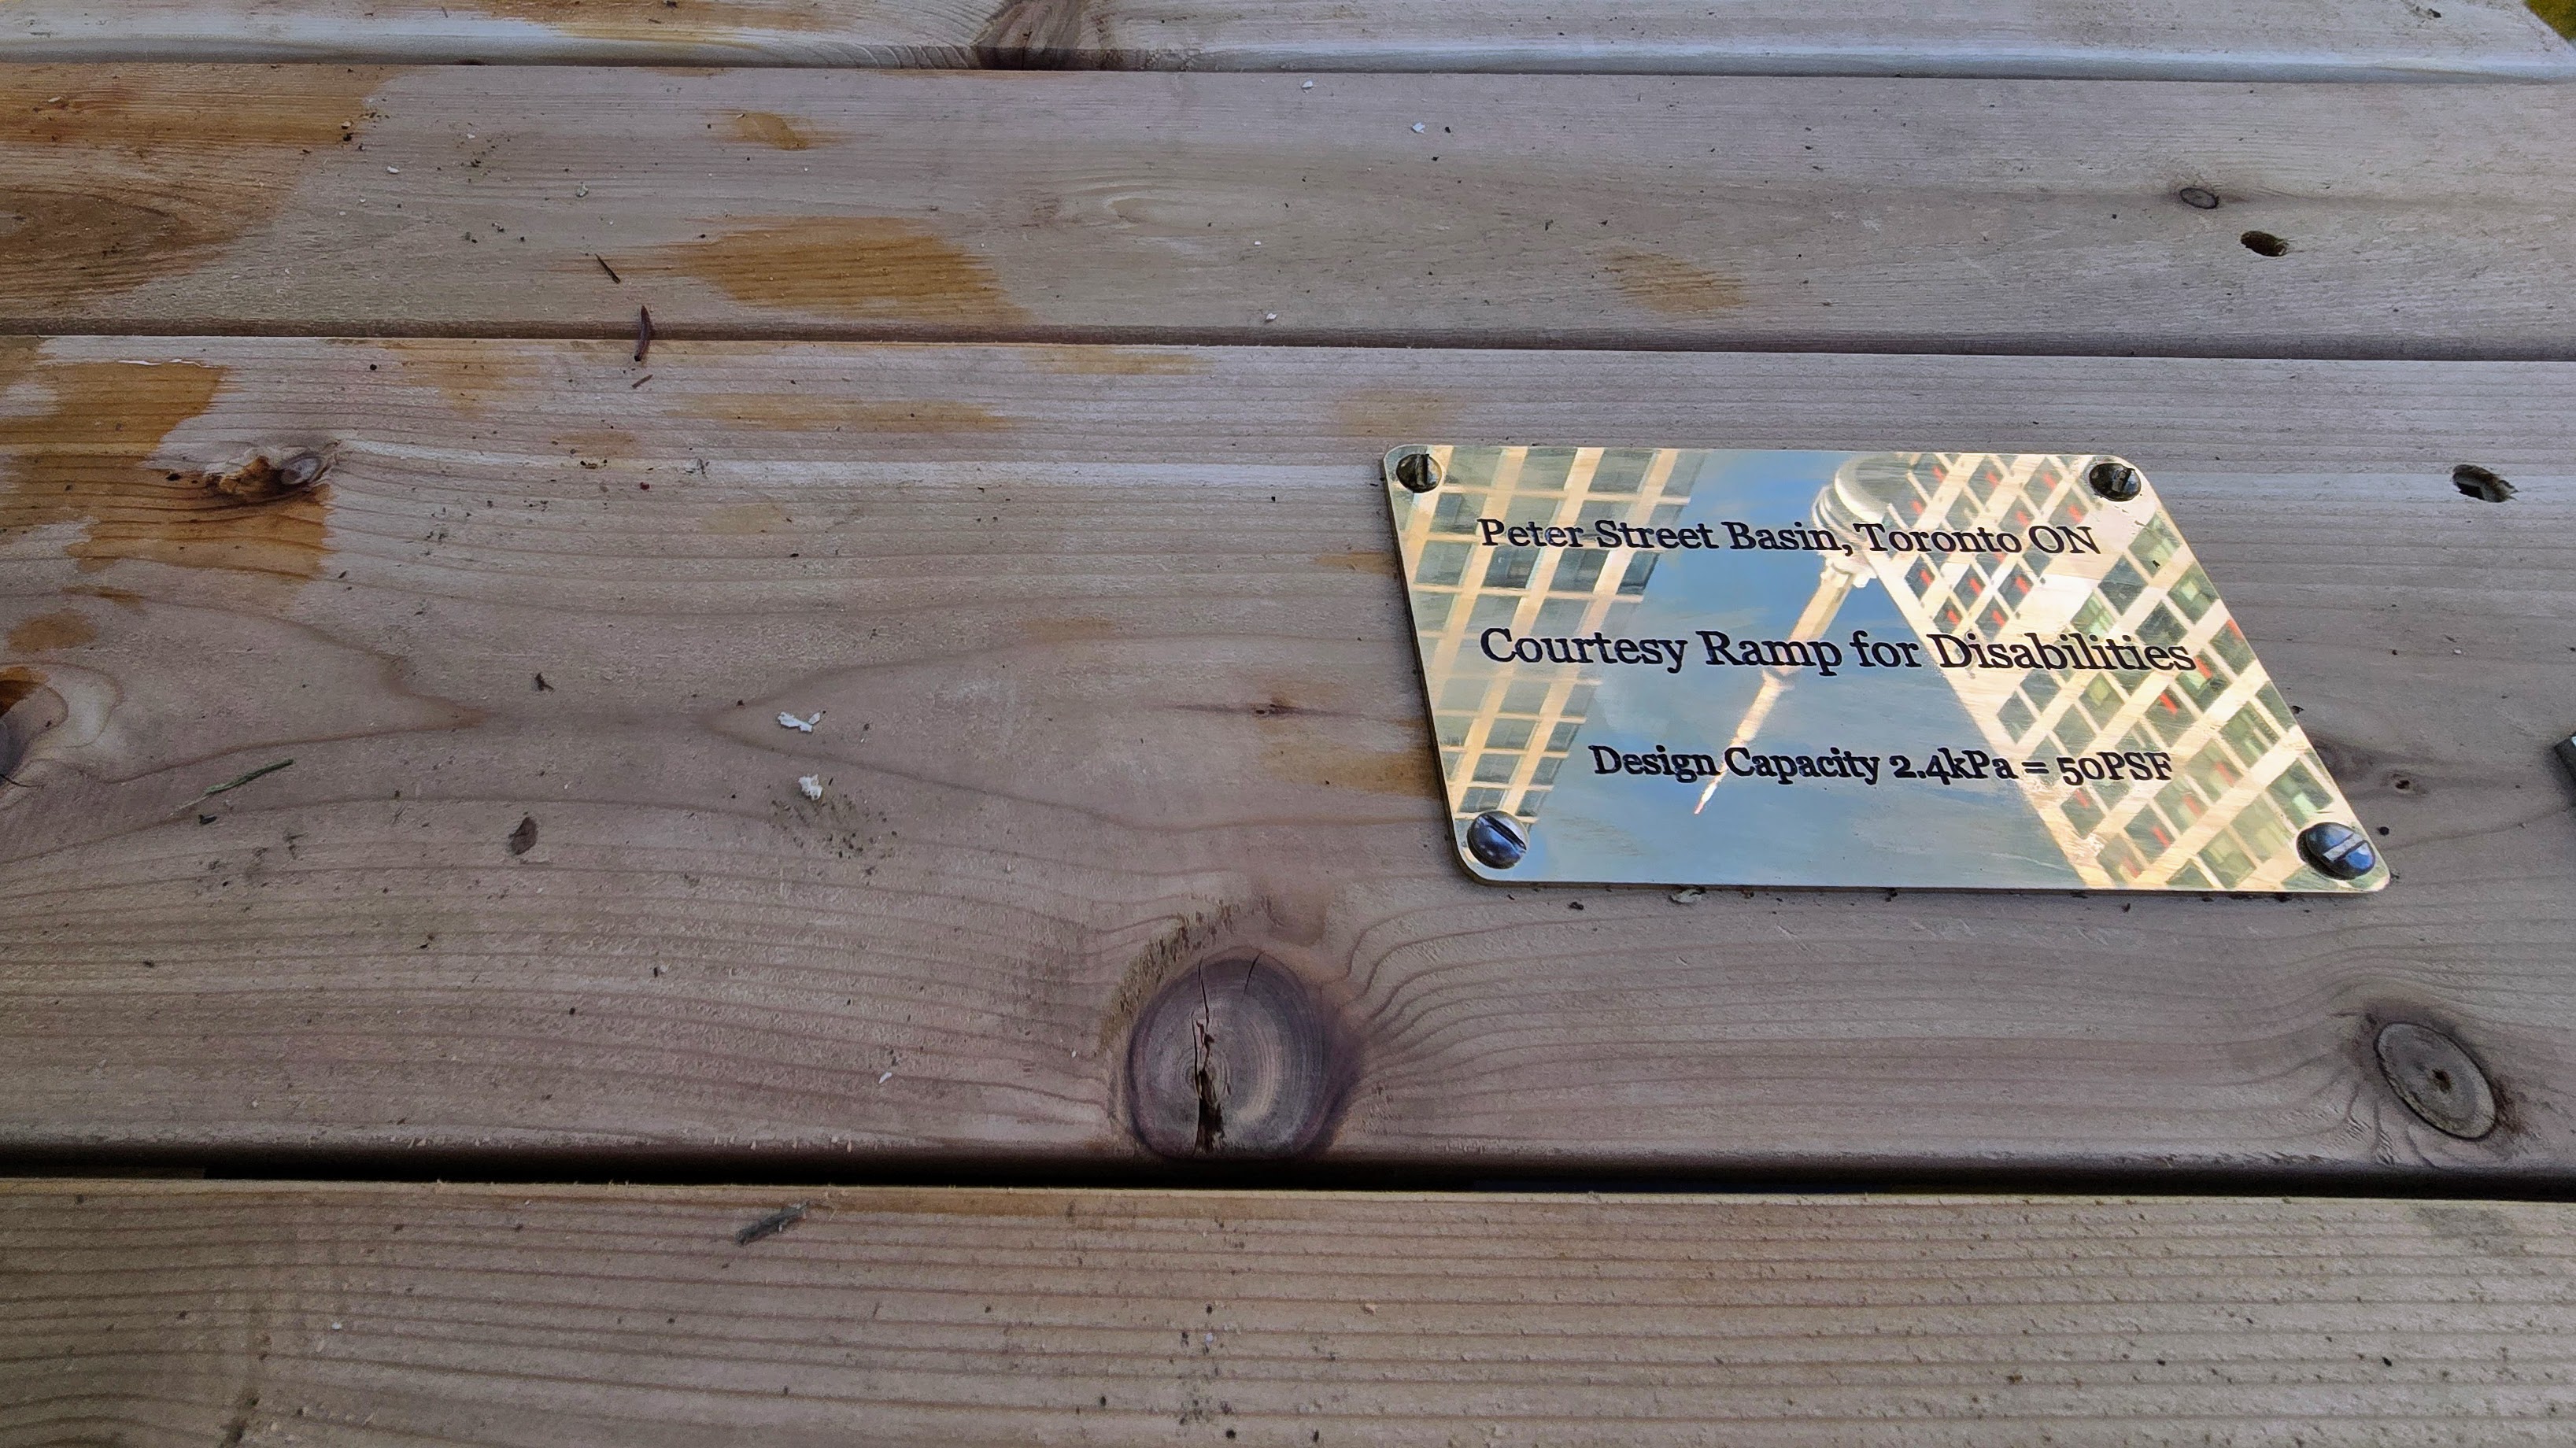 Peter Street Basin, Toronto ON
Courtesy Ramp for Disabilities
Design Capacity 2.4kPa = 50PSF